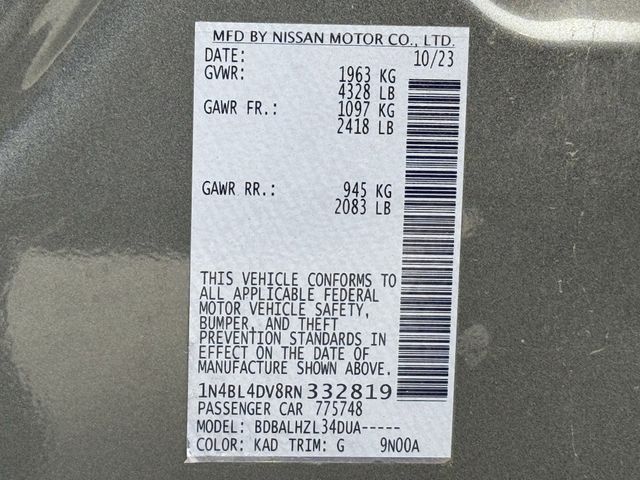 MFD BY NISSAN MOTOR CO., LTD.
DATE: 10/23
GVWR: 1963 KG
4328 LB
GAWR FR.: 1097 KG
2418 LB
GAWR RR.: 945 KG
2083 LB
THIS VEHICLE CONFORMS TO
ALL APPLICABLE FEDERAL
MOTOR VEHICLE SAFETY,
BUMPER, AND THEFT
PREVENTION STANDARDS IN
EFFECT ON THE DATE OF
MANUFACTURE SHOWN ABOVE.
1N4BL4DV8RN332819
PASSENGER CAR 775748
MODEL: BDBALHZL34DUA-----
COLOR: KAD TRIM: G 9N00A